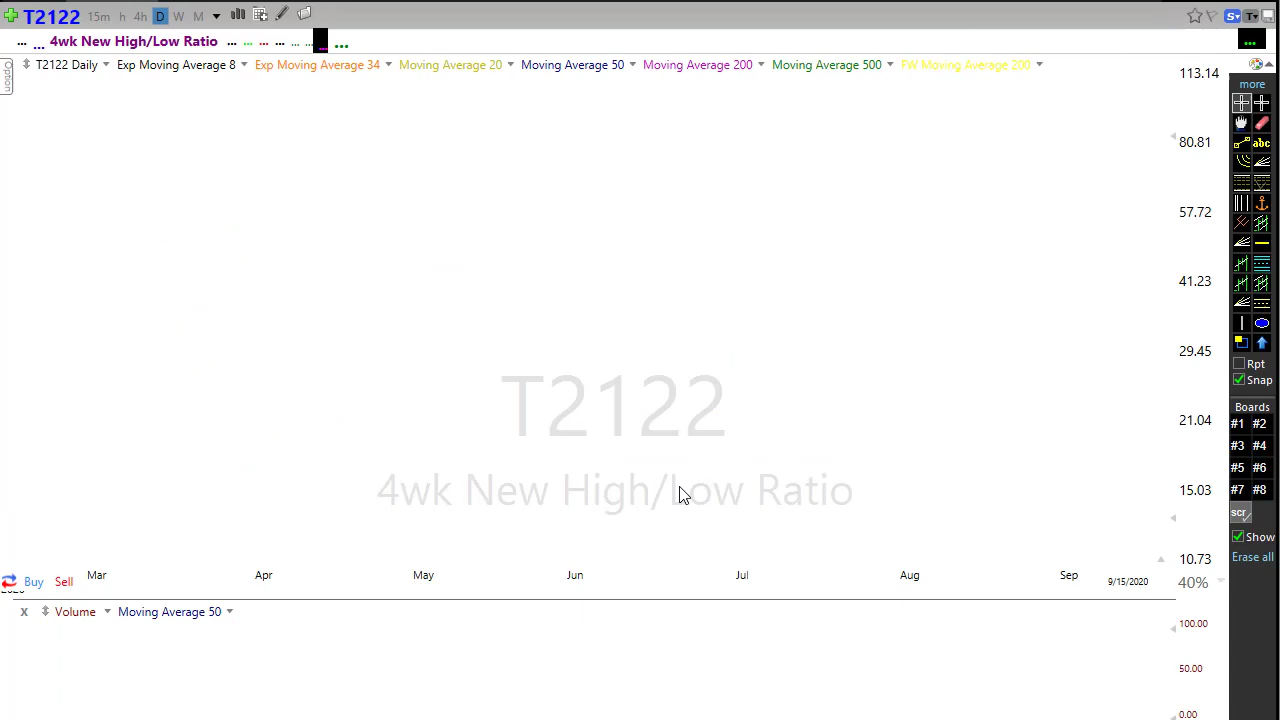 T2122 15m h 4h D W M
S T
... ... 4wk New High/Low Ratio ... ... ... ... ... ... ... ...
...
Option
T2122 Daily Exp Moving Average 8 Exp Moving Average 34 Moving Average 20 Moving Average 50 Moving Average 200 Moving Average 500 FW Moving Average 200
113.14
80.81
57.72
41.23
29.45
21.04
15.03
10.73
T2122
4wk New High/Low Ratio
more
abc
Rpt
Snap
Boards
#1 #2
#3 #4
#5 #6
#7 #8
scr
Show
Erase all
Buy Sell Mar Apr May Jun Jul Aug Sep 9/15/2020 40%
x Volume Moving Average 50
100.00
50.00
0.00